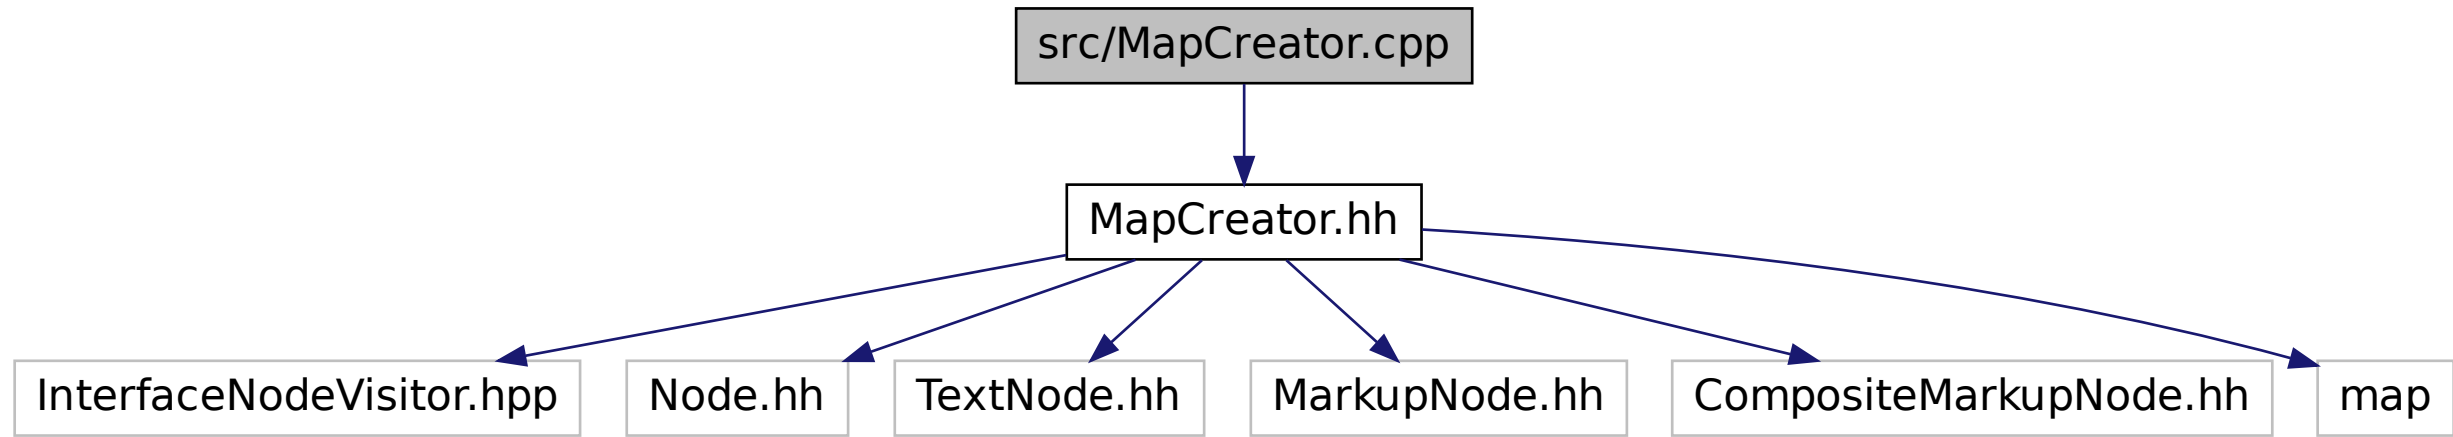 src/MapCreator.cpp
MapCreator.hh
InterfaceNodeVisitor.hpp
Node.hh
TextNode.hh
MarkupNode.hh
CompositeMarkupNode.hh
map